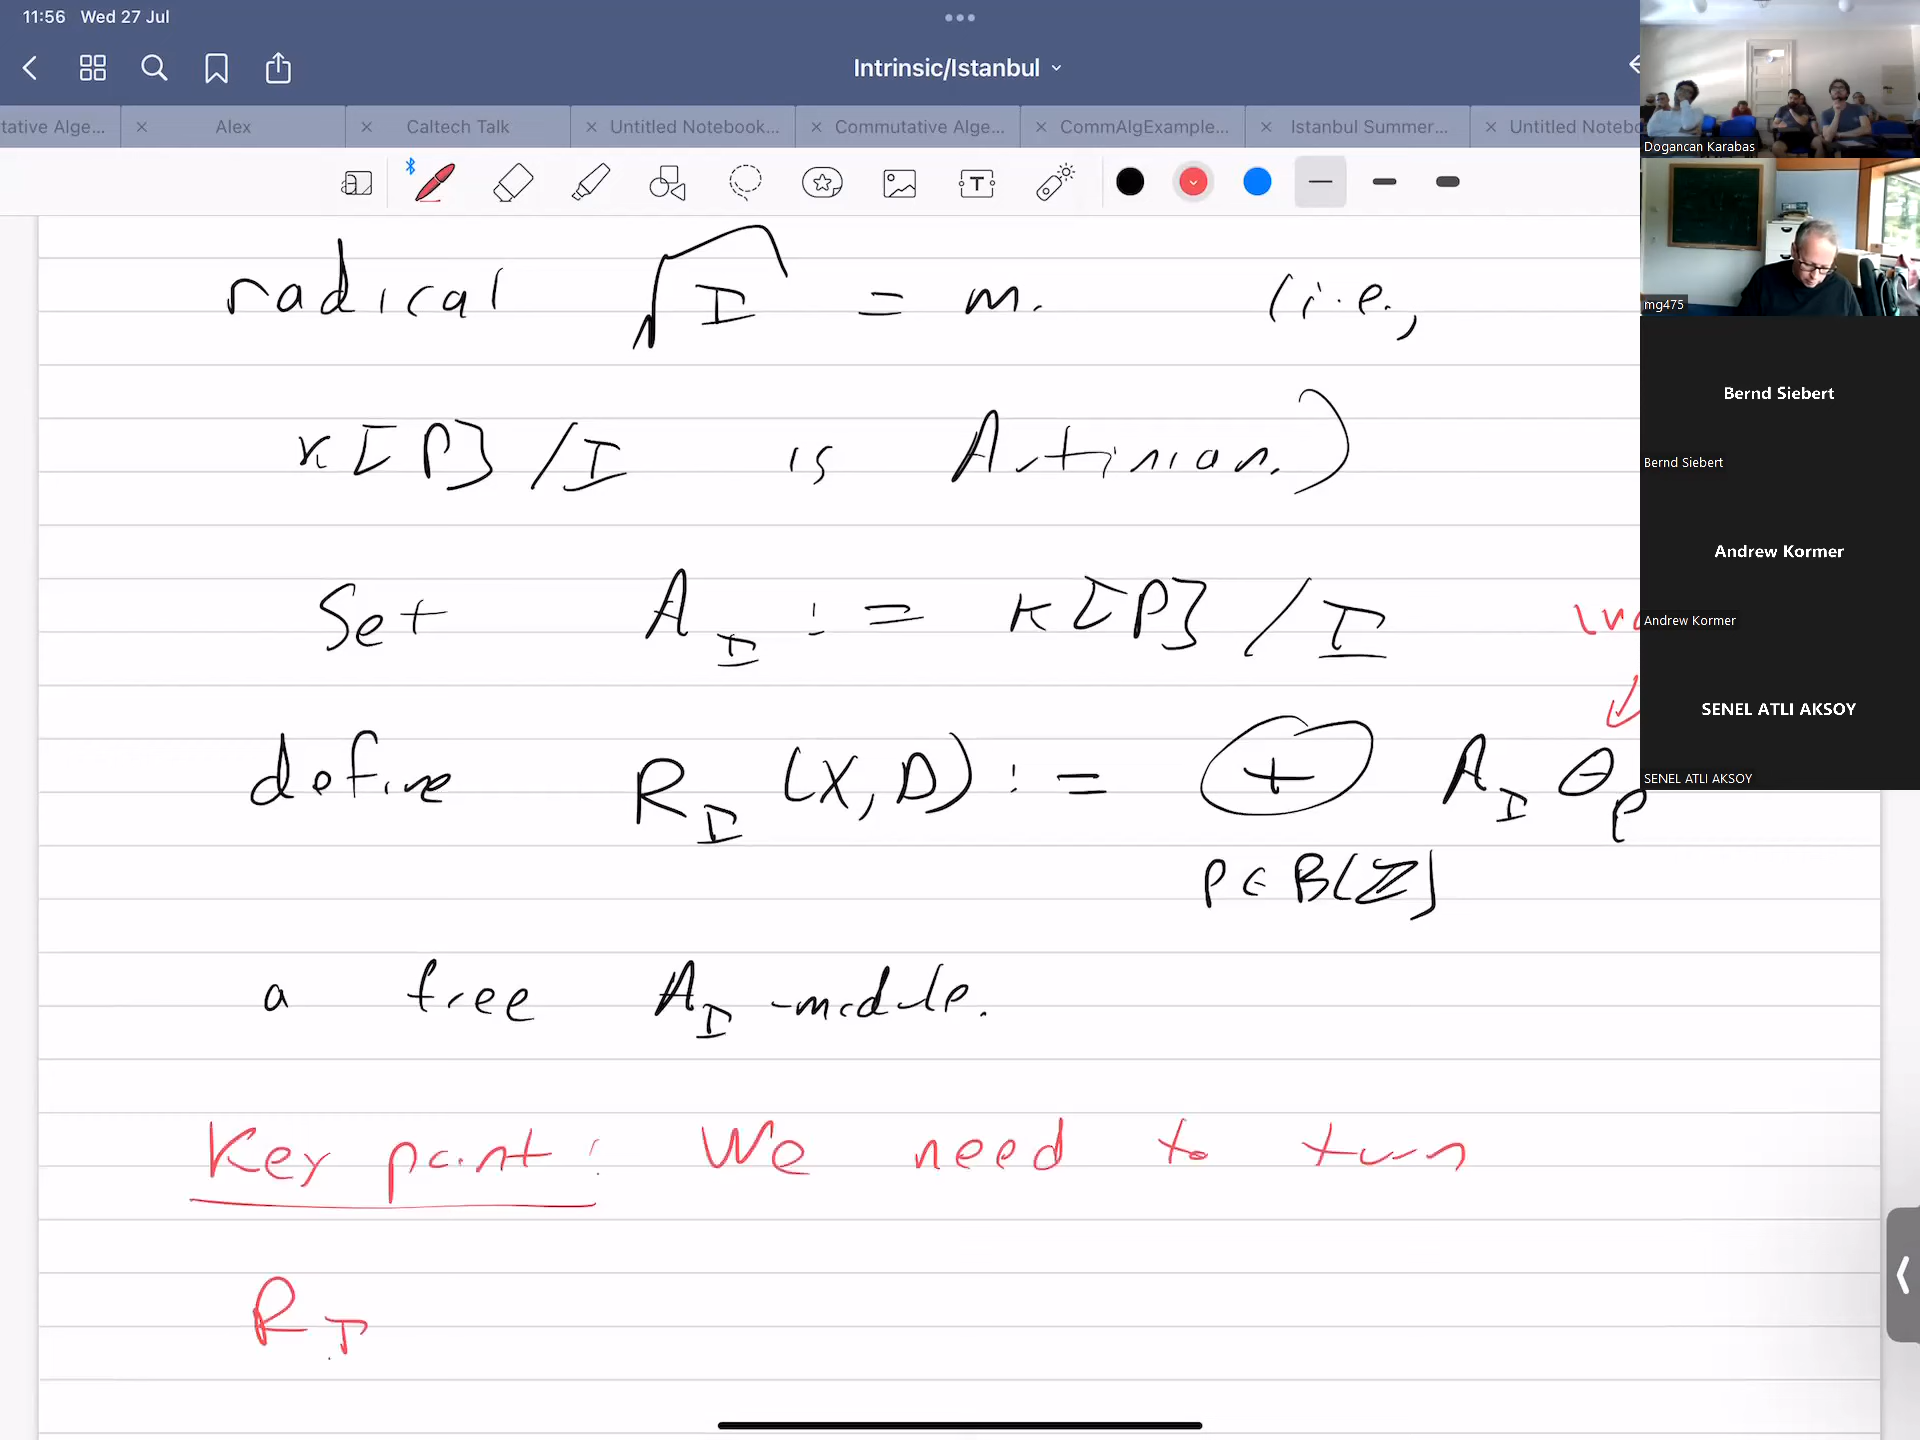 11:56 Wed 27 Jul
Intrinsic/Istanbul
tative Alge...
Alex
Caltech Talk
Untitled Notebook...
Commutative Alge...
CommAlgExample...
Istanbul Summer...
Untitled Notebo
radical √I = m. (i.e.,
k[P]/I is Artinian.)
Set A_I := k[P]/I
define R_I (X, D) := ⊕ A_I θ_p
p ∈ B(ℤ)
a free A_I -module.
Key point: We need to turn
R_I
Dogancan Karabas
mg475
Bernd Siebert
Bernd Siebert
Andrew Kormer
Andrew Kormer
SENEL ATLI AKSOY
SENEL ATLI AKSOY